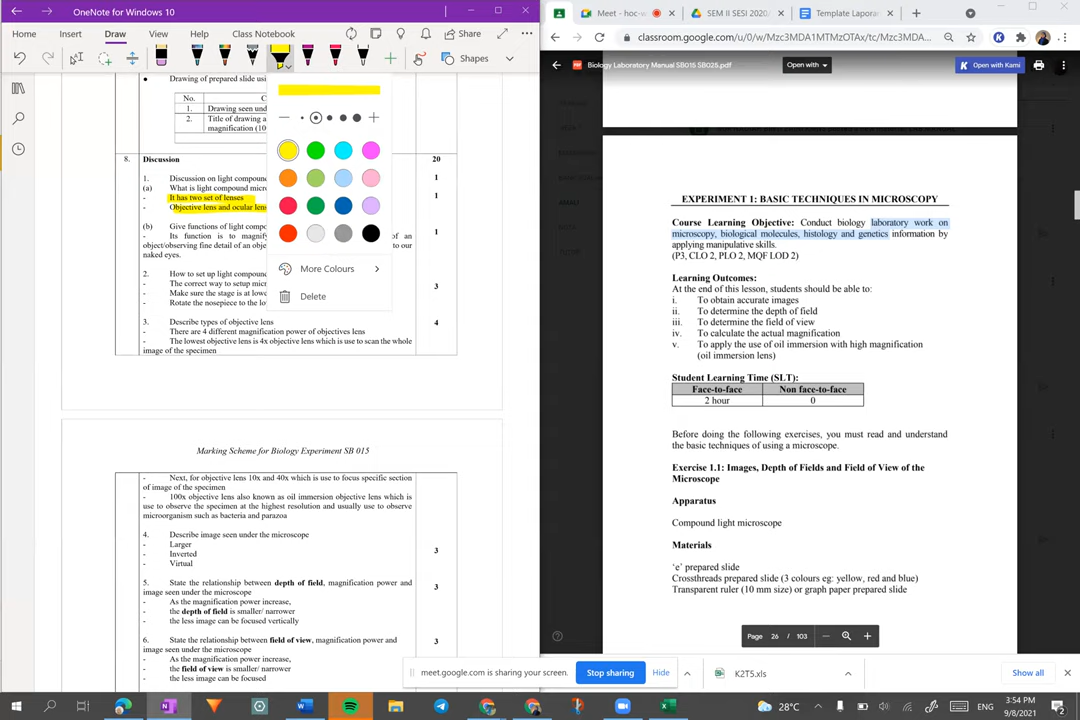 OneNote for Windows 10
Home
Insert
Draw
View
Help
Class Notebook
Share
Shapes
Drawing of prepared slide usi
No.
1.
Drawing seen und
2.
Title of drawing a
magnification (10
8.
Discussion
20
1.
Discussion on light compound
1
(a)
What is light compound micro
-
It has two set of lenses
1
-
Objective lens and ocular lens
(b)
Give functions of light comp
-
Its function is to magnify
of an
1
object/observing fine detail of an obje
to our
naked eyes.
2.
How to set up light compound
-
The correct way to setup micr
3
-
Make sure the stage is at lowe
-
Rotate the nosepiece to the lo
3.
Describe types of objective lens
4
-
There are 4 different magnification power of objectives lens
-
The lowest objective lens is 4x objective lens which is use to scan the whole
image of the specimen
More Colours
Delete
Marking Scheme for Biology Experiment SB 015
-
Next, for objective lens 10x and 40x which is use to focus specific section
of image of the specimen
-
100x objective lens also known as oil immersion objective lens which is
use to observe the specimen at the highest resolution and usually use to observe
microorganism such as bacteria and parazoa
4.
Describe image seen under the microscope
-
Larger
3
-
Inverted
-
Virtual
5.
State the relationship between depth of field, magnification power and
3
image seen under the microscope
-
As the magnification power increase,
-
the depth of field is smaller/ narrower
-
the less image can be focused vertically
6.
State the relationship between field of view, magnification power and
3
image seen under the microscope
-
As the magnification power increase,
-
the field of view is smaller/ narrower
-
the less image can be focused
Meet - hoc-w
SEM II SESI 2020/
Template Lapora
classroom.google.com/u/0/w/Mzc3MDA1MTMzOTAx/tc/Mzc3MDA...
Biology Laboratory Manual SB015 SB025.pdf
Open with
Open with Kami
EXPERIMENT 1: BASIC TECHNIQUES IN MICROSCOPY
Course Learning Objective: Conduct biology laboratory work on
microscopy, biological molecules, histology and genetics information by
applying manipulative skills.
(P3, CLO 2, PLO 2, MQF LOD 2)
Learning Outcomes:
At the end of this lesson, students should be able to:
i. To obtain accurate images
ii. To determine the depth of field
iii. To determine the field of view
iv. To calculate the actual magnification
v. To apply the use of oil immersion with high magnification
(oil immersion lens)
Student Learning Time (SLT):
Face-to-face Non face-to-face
2 hour 0
Before doing the following exercises, you must read and understand
the basic techniques of using a microscope.
Exercise 1.1: Images, Depth of Fields and Field of View of the
Microscope
Apparatus
Compound light microscope
Materials
‘e’ prepared slide
Crossthreads prepared slide (3 colours eg: yellow, red and blue)
Transparent ruler (10 mm size) or graph paper prepared slide
Page 26 / 103
meet.google.com is sharing your screen.
Stop sharing
Hide
K2T5.xls
Show all
28°C
ENG
3:54 PM
9/8/2021
2